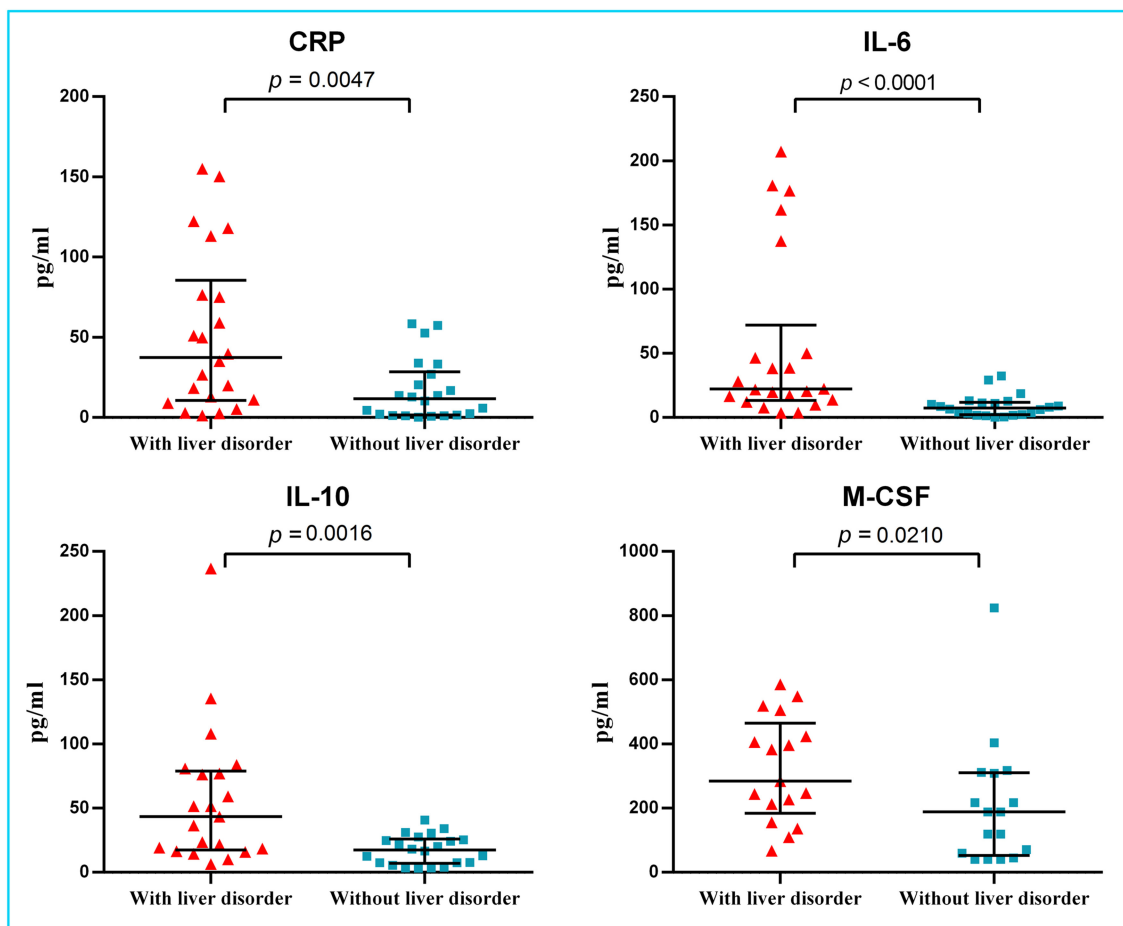 CRP
p = 0.0047
200
150
100
50
0
pg/ml
With liver disorder
Without liver disorder
IL-6
p < 0.0001
250
200
150
100
50
0
pg/ml
With liver disorder
Without liver disorder
IL-10
p = 0.0016
250
200
150
100
50
0
pg/ml
With liver disorder
Without liver disorder
M-CSF
p = 0.0210
1000
800
600
400
200
0
pg/ml
With liver disorder
Without liver disorder